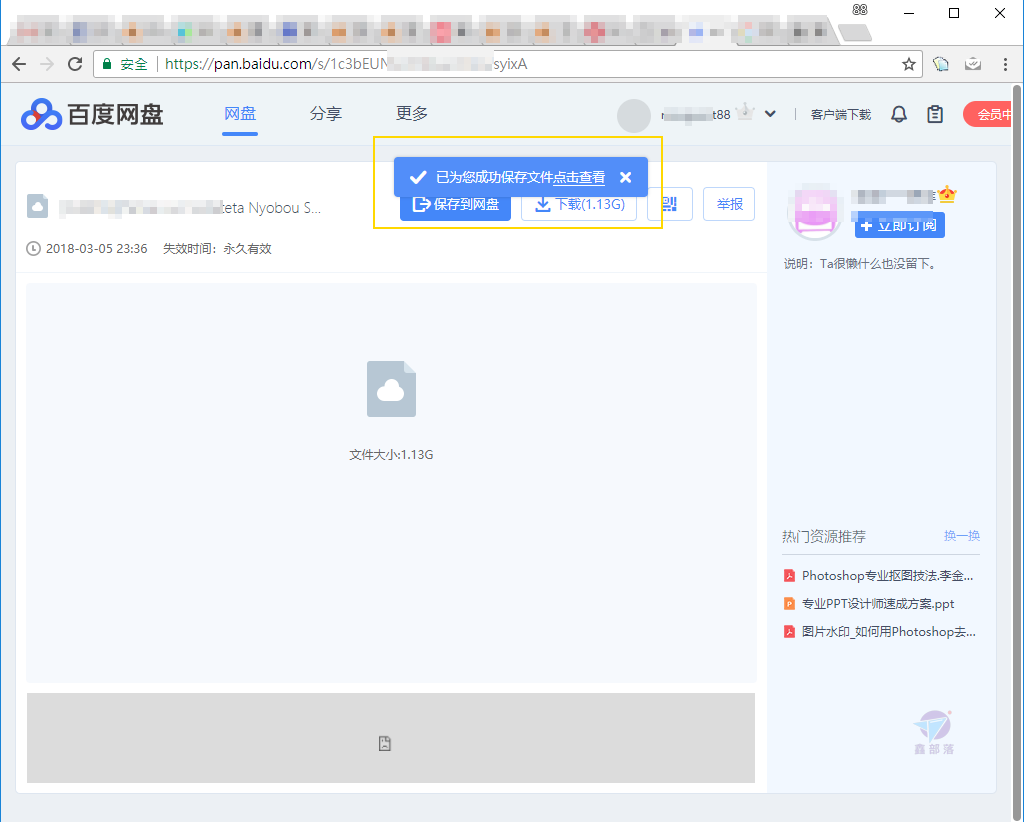 88
安全 https://pan.baidu.com/s/1c3bEUN syixA
百度网盘 网盘 分享 更多 t88 客户端下载 会员中
已为您成功保存文件点击查看
eta Nyobou S... 保存到网盘 下载(1.13G) 举报
立即订阅
2018-03-05 23:36 失效时间：永久有效
说明：Ta很懒什么也没留下。
文件大小:1.13G
热门资源推荐 换一换
Photoshop专业抠图技法.李金...
专业PPT设计师速成方案.ppt
图片水印_如何用Photoshop去...
鑫部落